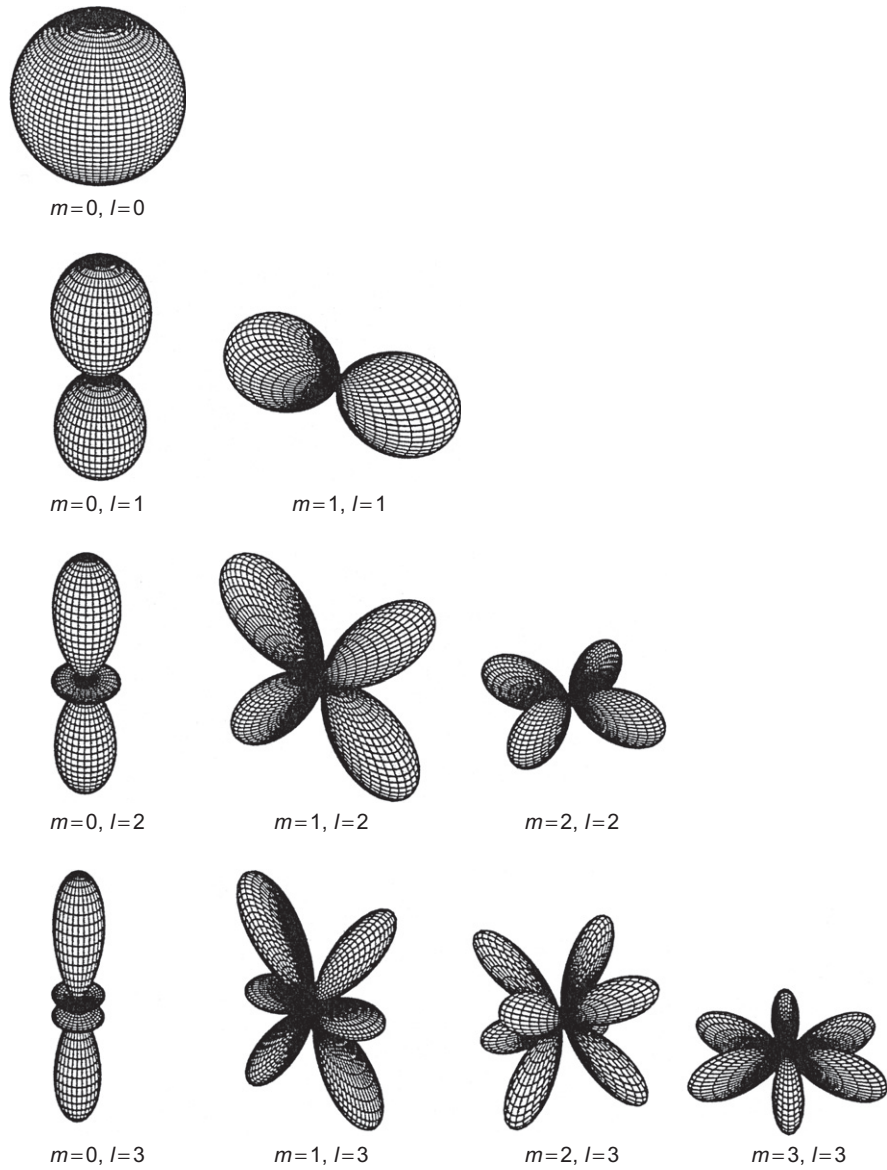 m=0, l=0
m=0, l=1
m=1, l=1
m=0, l=2
m=1, l=2
m=2, l=2
m=0, l=3
m=1, l=3
m=2, l=3
m=3, l=3